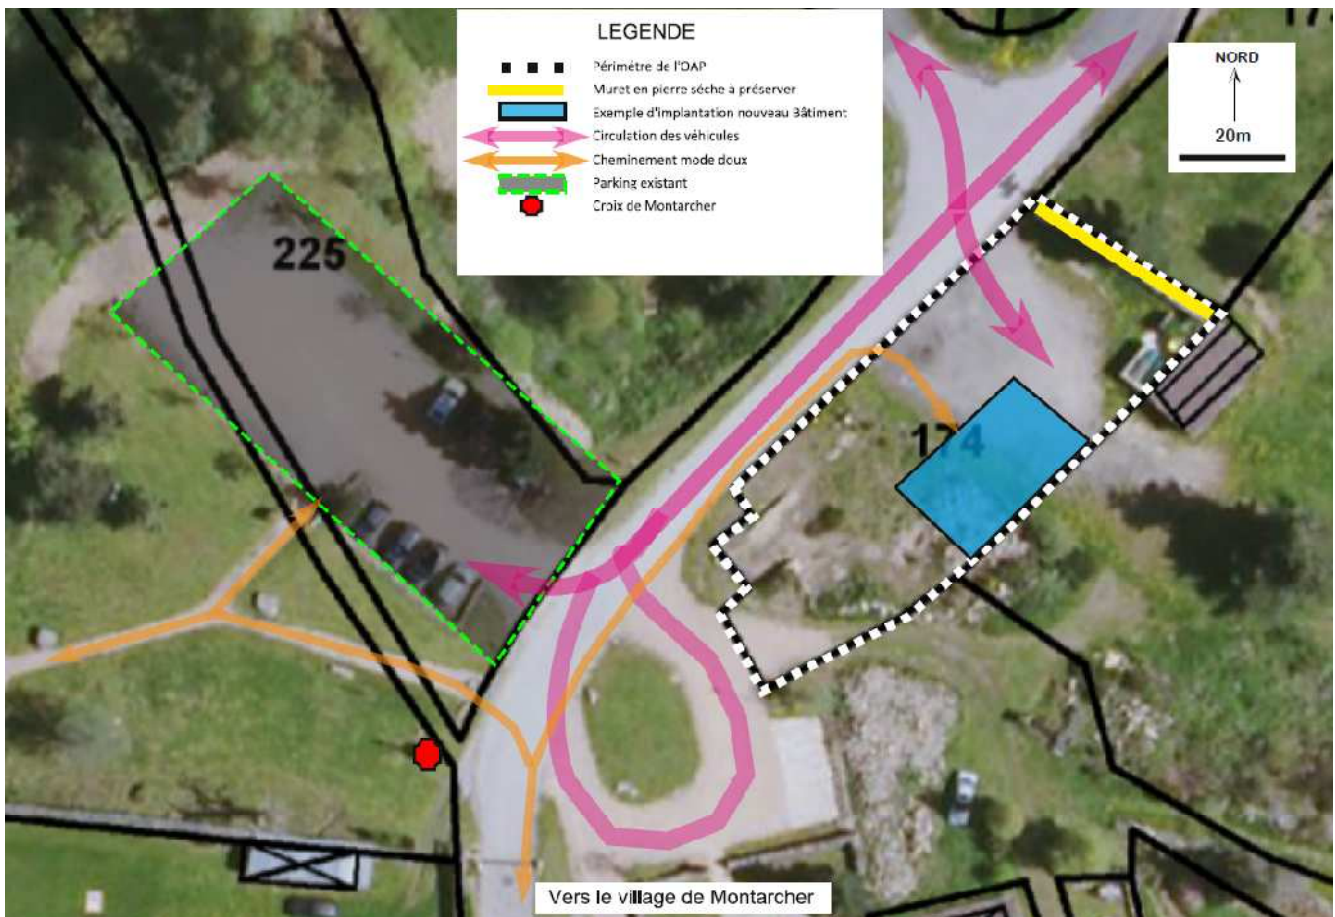 LEGENDE
Périmètre de l'OAP
Muret en pierre sèche à préserver
Exemple d'implantation nouveau Bâtiment
Circulation des véhicules
Cheminement mode doux
Parking existant
Croix de Montarcher
NORD
20m
225
174
Vers le village de Montarcher